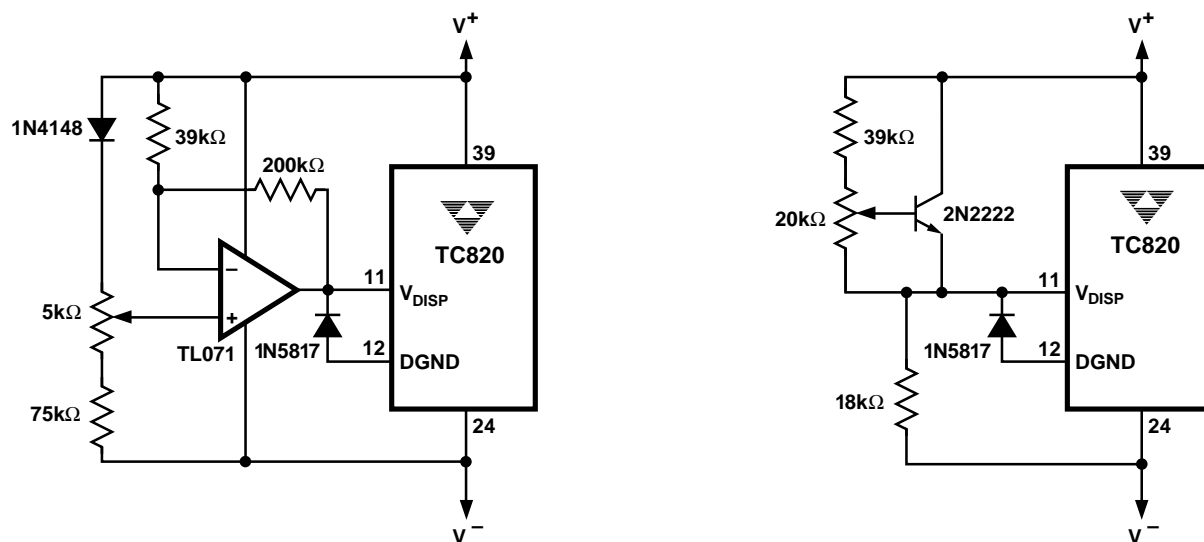 V+
1N4148
39kΩ
200kΩ
39
TC820
11
VDISP
–
+
5kΩ
TL071
1N5817
12
DGND
75kΩ
24
V–
V+
39kΩ
39
20kΩ
2N2222
TC820
11
VDISP
1N5817
12
DGND
18kΩ
24
V–